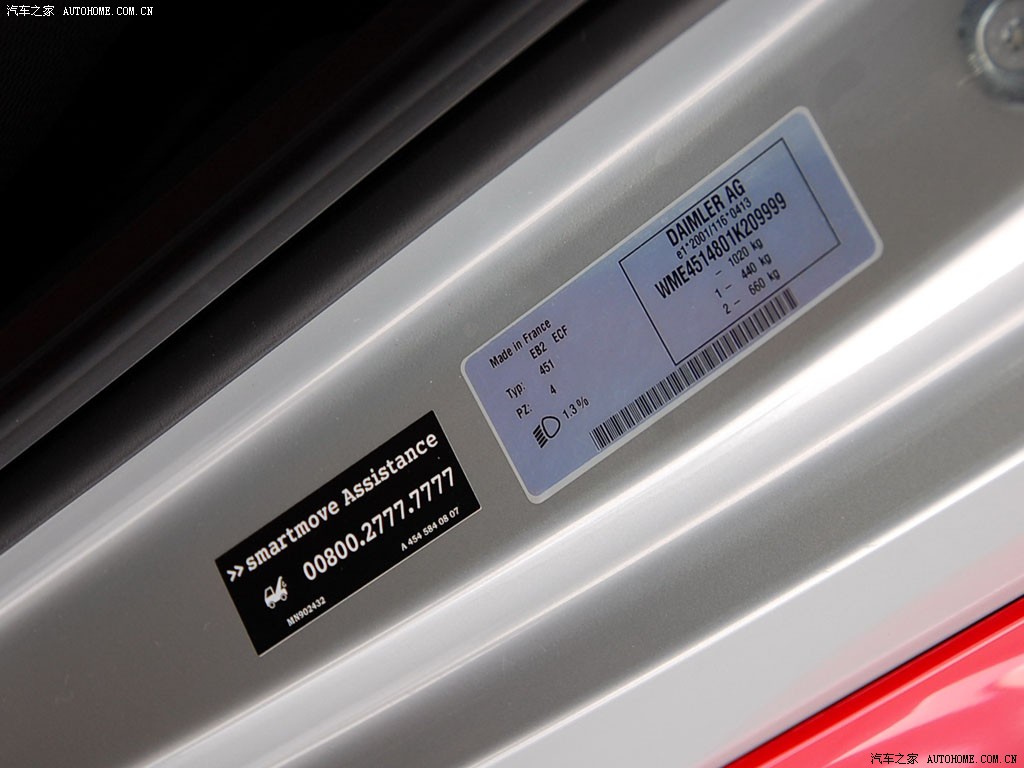 汽车之家 AUTOHOME.COM.CN
DAIMLER AG
e1*2001/116*0413
WME4514801K209999
– 1020 kg
1 – 440 kg
2 – 660 kg
Made in France
EB2 ECF
Typ: 451
PZ: 4
1.3 %
>> smartmove Assistance
00800.2777.7777
A 454 584 08 07
MN902432
汽车之家 AUTOHOME.COM.CN